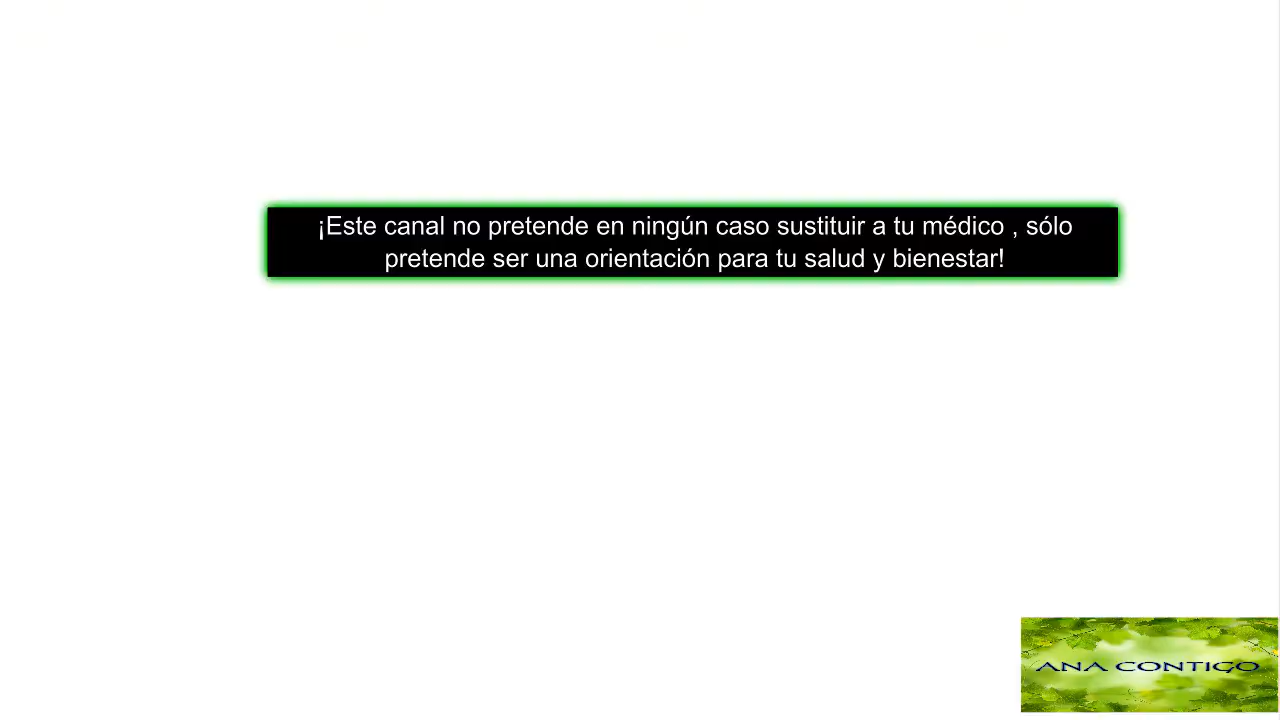 ¡Este canal no pretende en ningún caso sustituir a tu médico , sólo
pretende ser una orientación para tu salud y bienestar!
ANA CONTIGO